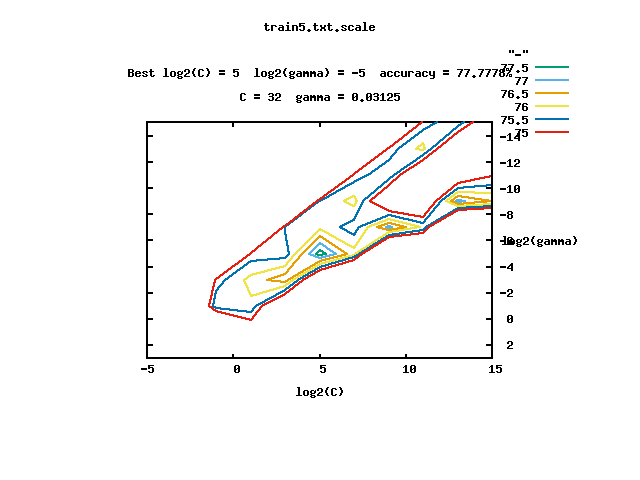 train5.txt.scale
"-"
Best log2(C) = 5 log2(gamma) = -5 accuracy = 77.7778%
77.5
77
76.5
C = 32 gamma = 0.03125
76
75.5
75
-14
-12
-10
-8
-6
log2(gamma)
-4
-2
0
2
-5 0 5 10 15
log2(C)